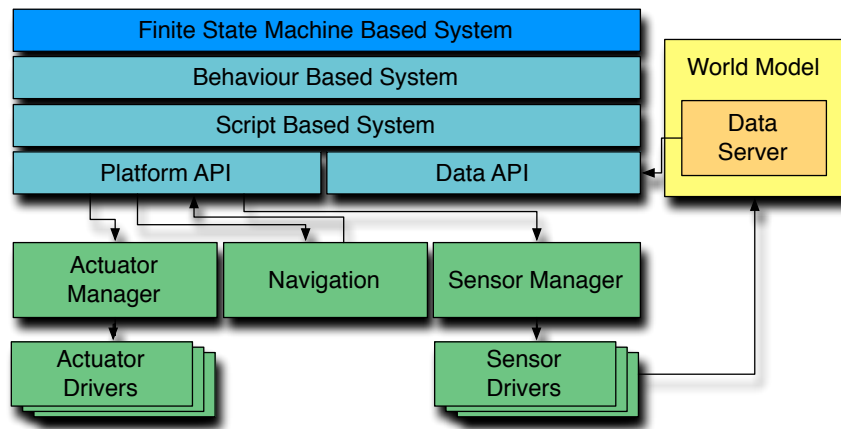 Finite State Machine Based System
Behaviour Based System
World Model
Script Based System
Data
Server
Platform API
Data API
Actuator
Manager
Navigation
Sensor Manager
Actuator
Drivers
Sensor
Drivers